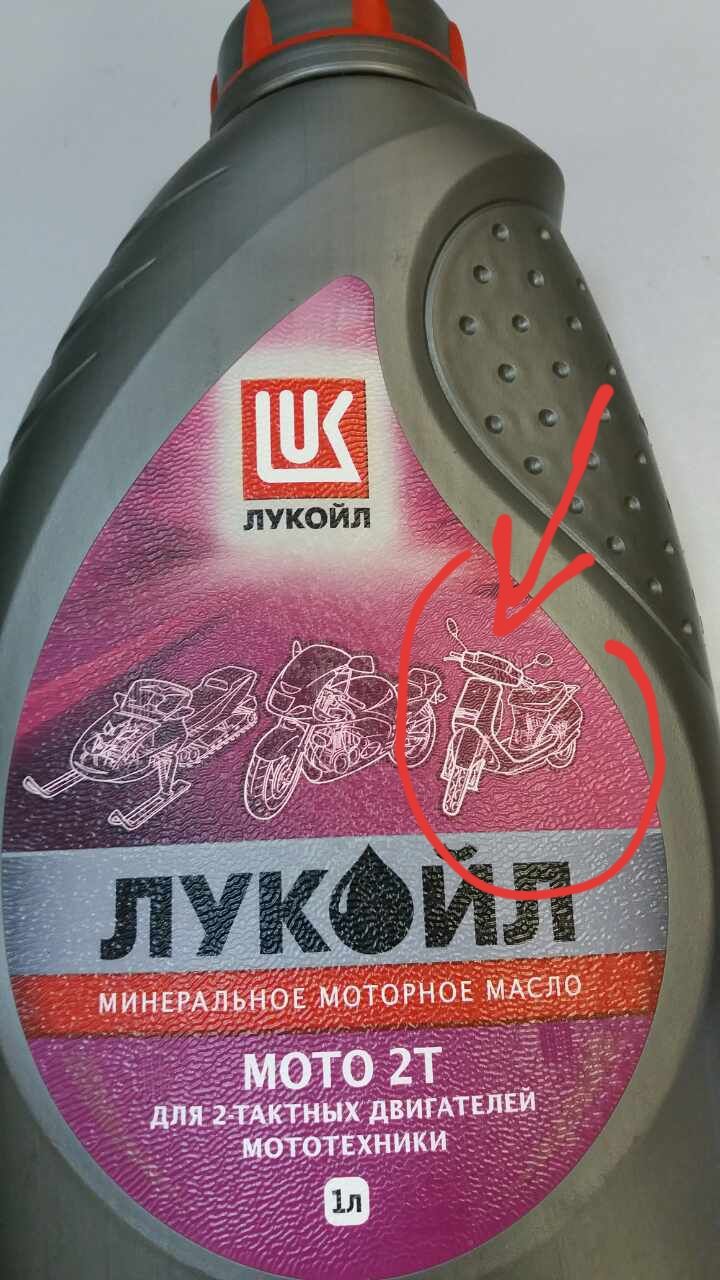 LUK
ЛУКОЙЛ
ЛУКОЙЛ
МИНЕРАЛЬНОЕ МОТОРНОЕ МАСЛО
МОТО 2Т
ДЛЯ 2-ТАКТНЫХ ДВИГАТЕЛЕЙ
МОТОТЕХНИКИ
1л